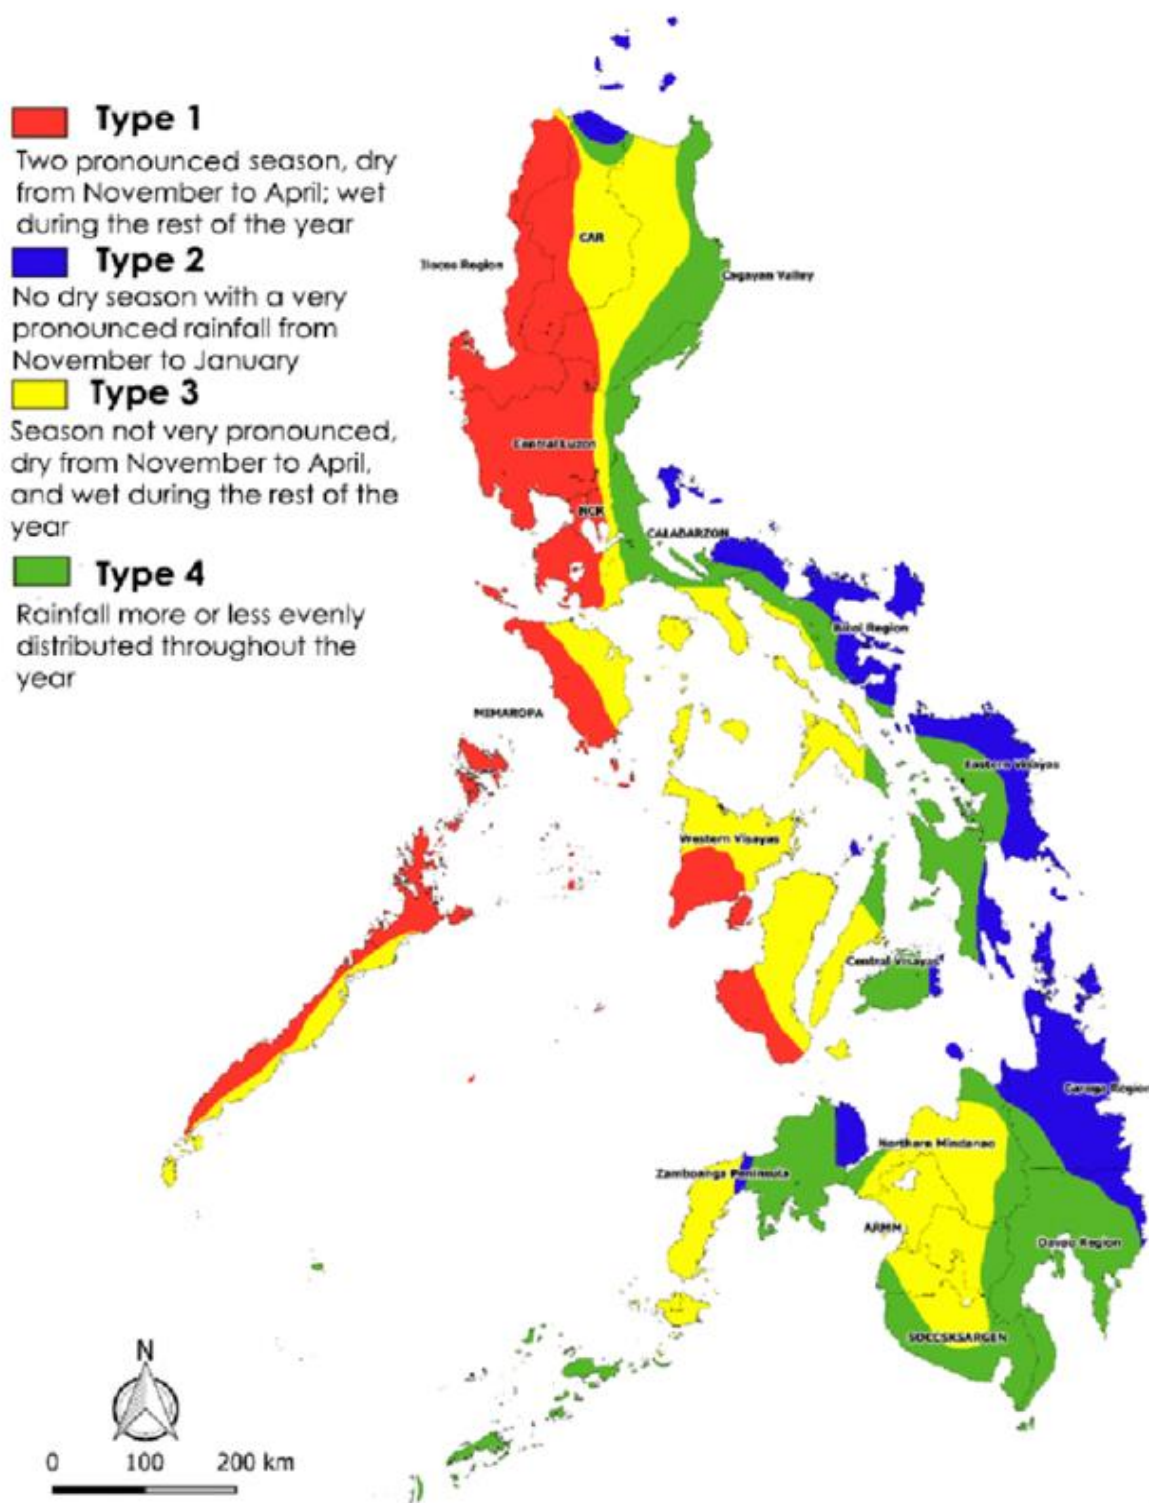 Type 1
Two pronounced season, dry
from November to April; wet
during the rest of the year
Type 2
No dry season with a very
pronounced rainfall from
November to January
Type 3
Season not very pronounced,
dry from November to April,
and wet during the rest of the
year
Type 4
Rainfall more or less evenly
distributed throughout the
year
CAR
Ilocos Region
Cagayan Valley
Central Luzon
NCR
CALABARZON
Bikol Region
MIMAROPA
Eastern Visayas
Western Visayas
Central Visayas
Caraga Region
Northern Mindanao
Zamboanga Peninsula
ARMM
Davao Region
SOCCSKSARGEN
N
0 100 200 km